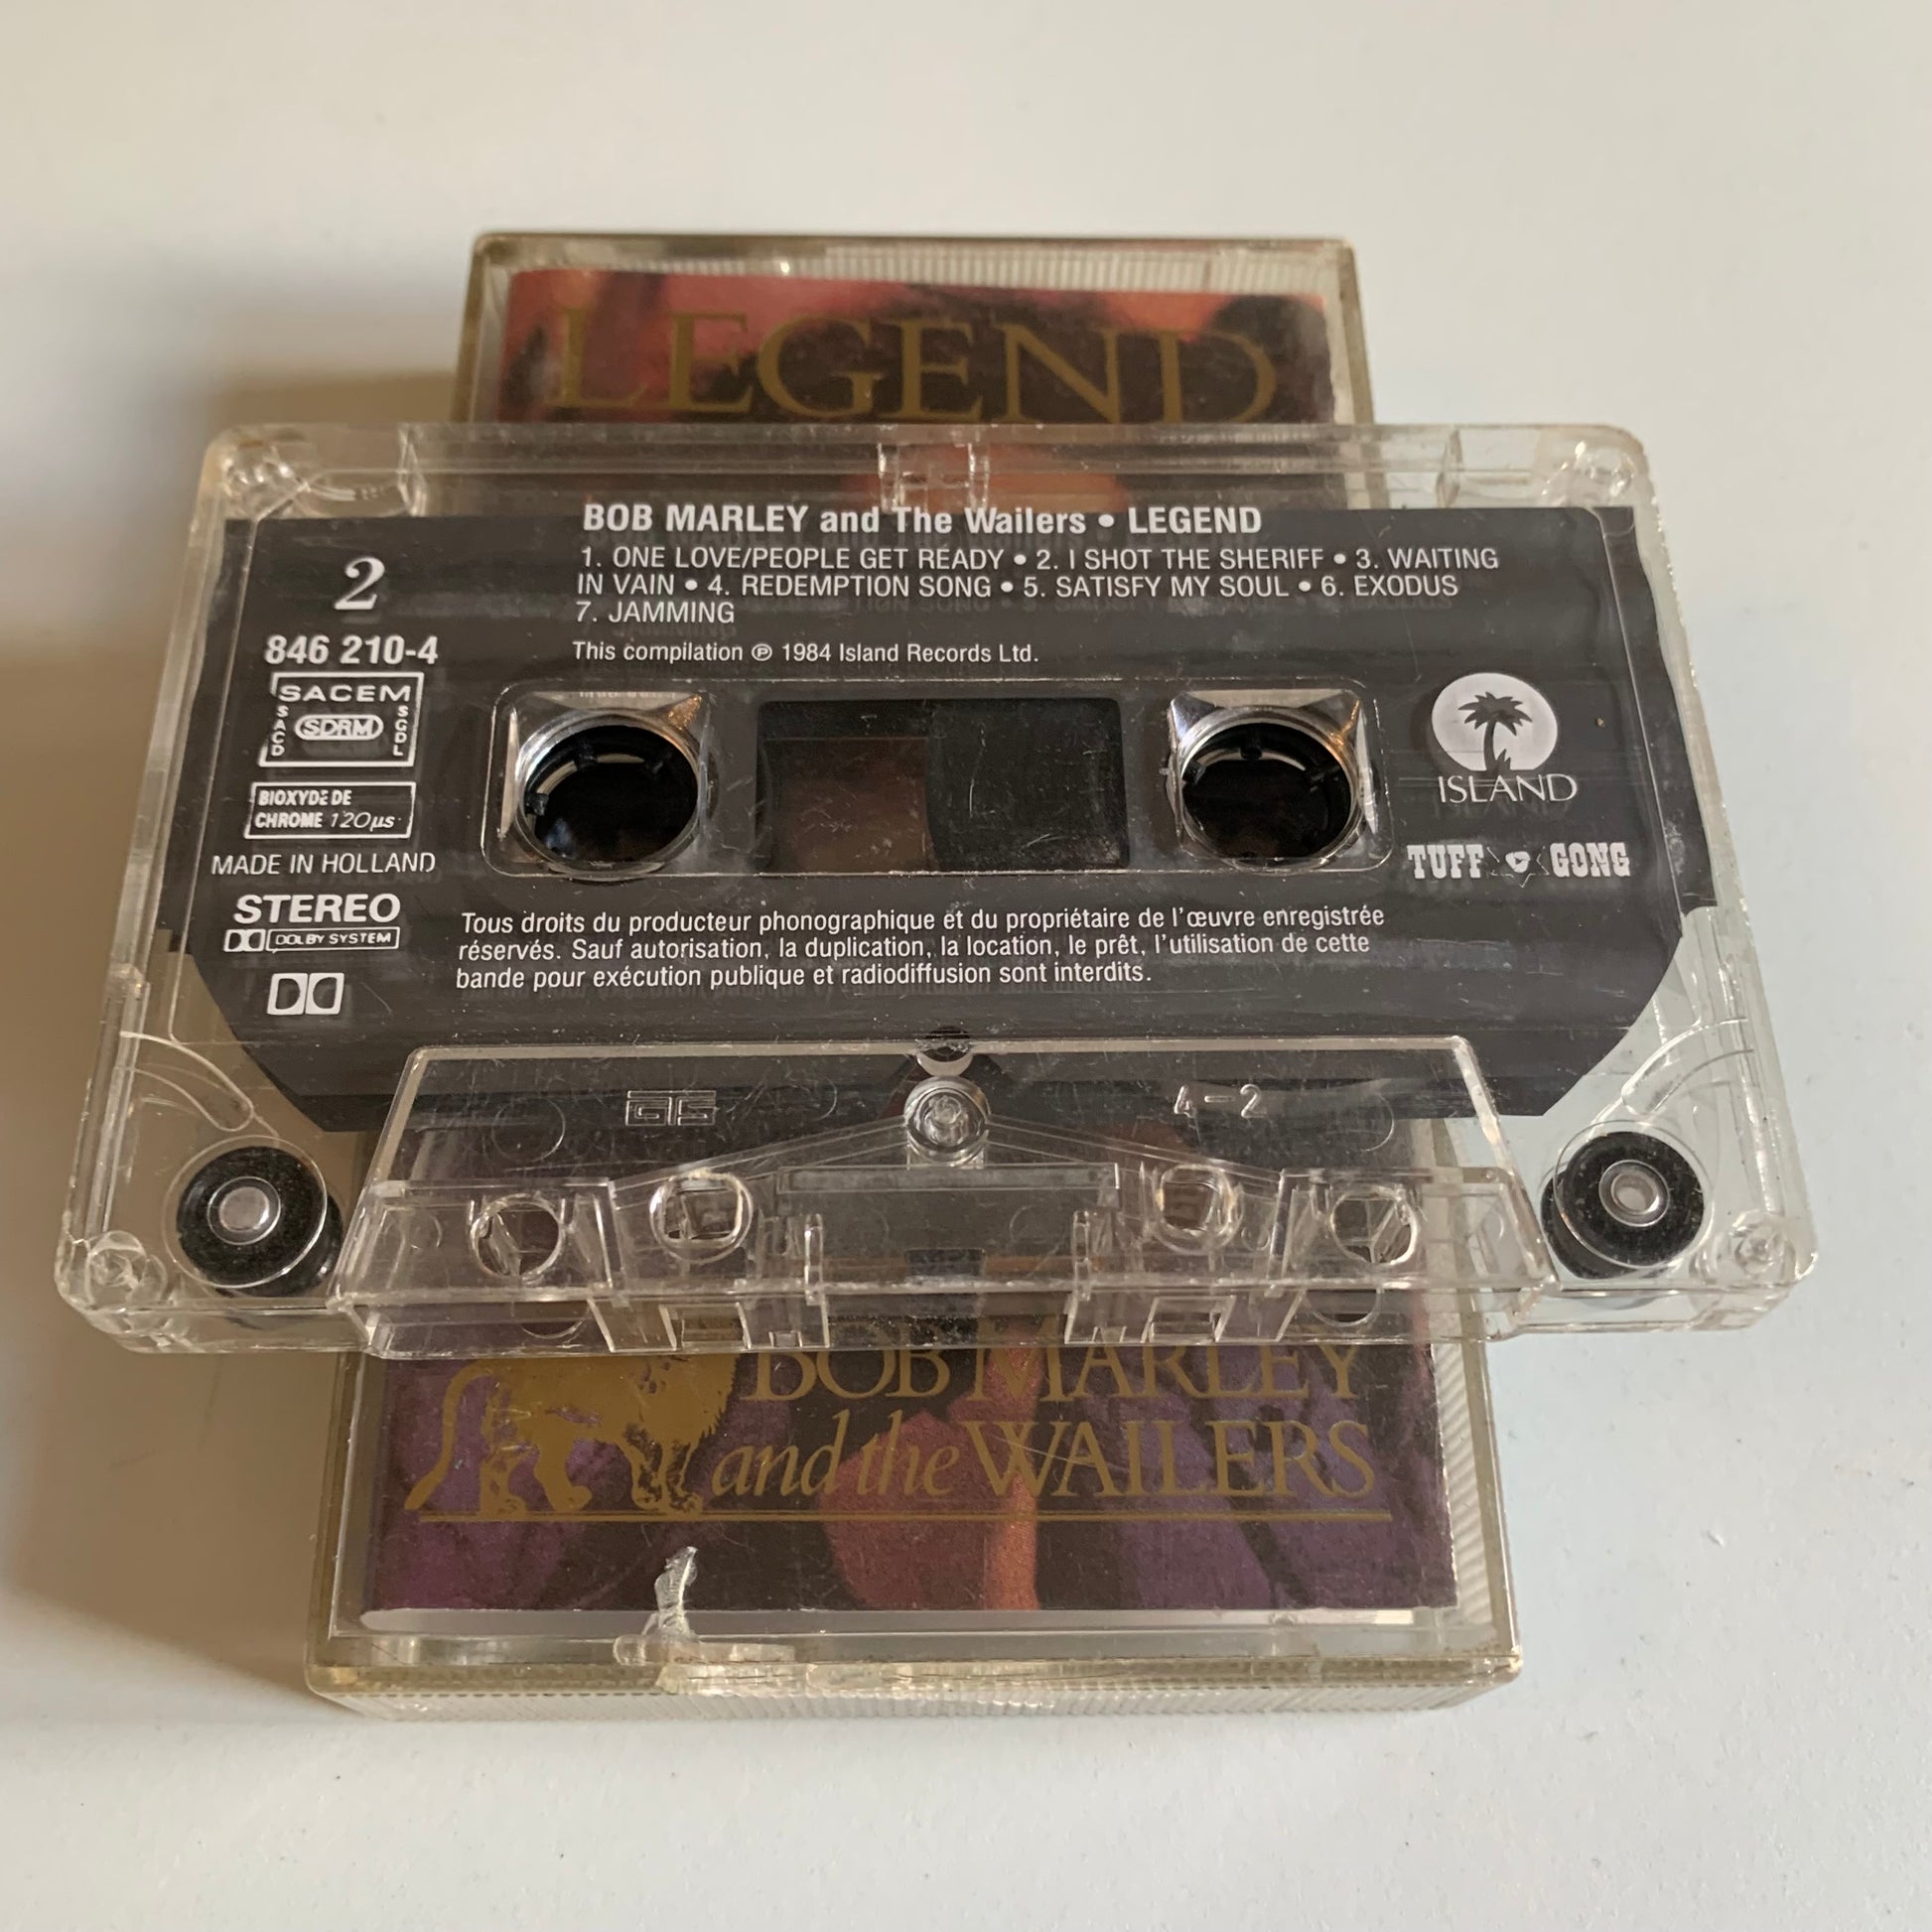 LEGEND
BOB MARLEY and The Wailers • LEGEND
1. ONE LOVE/PEOPLE GET READY • 2. I SHOT THE SHERIFF • 3. WAITING
IN VAIN • 4. REDEMPTION SONG • 5. SATISFY MY SOUL • 6. EXODUS
7. JAMMING
This compilation ℗ 1984 Island Records Ltd.
2
846 210-4
SACEM
SACD
SDRM
SGDL
BIOXYDE DE
CHROME 120µs
MADE IN HOLLAND
STEREO
DOLBY SYSTEM
ISLAND
TUFF GONG
Tous droits du producteur phonographique et du propriétaire de l'œuvre enregistrée
réservés. Sauf autorisation, la duplication, la location, le prêt, l'utilisation de cette
bande pour exécution publique et radiodiffusion sont interdits.
4-2
BOB MARLEY
and the WAILERS